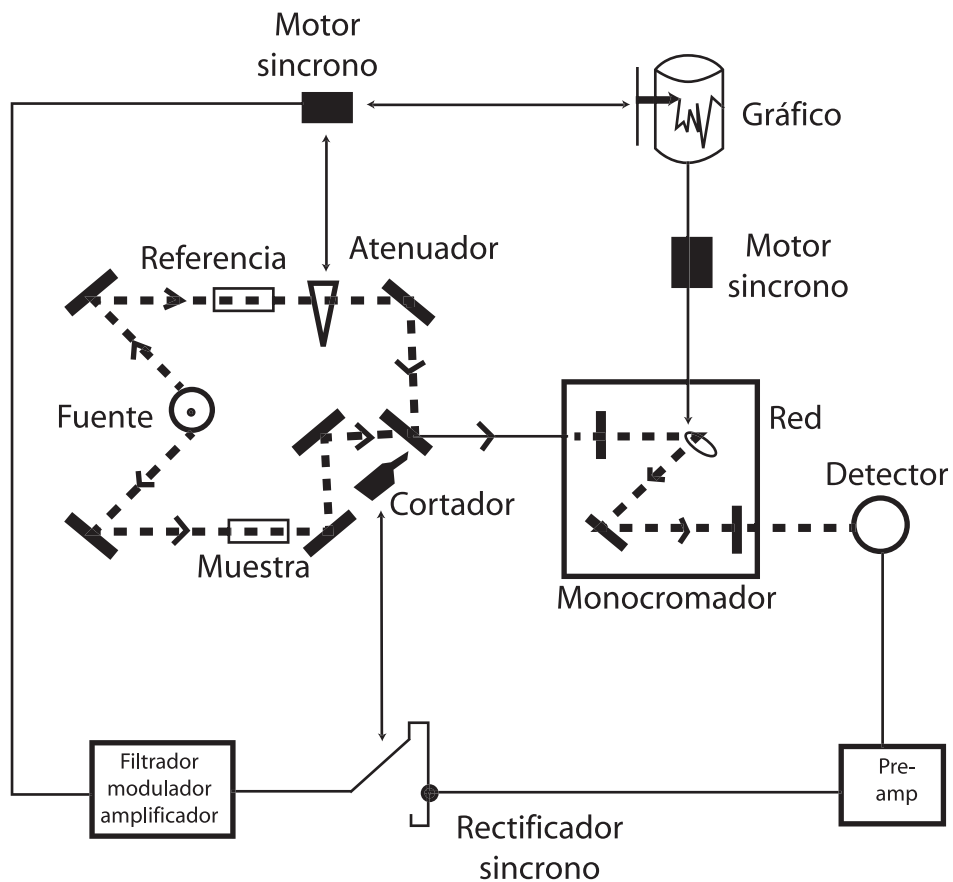 Motor
sincrono
Gráfico
Referencia
Atenuador
Motor
sincrono
Fuente
Red
Cortador
Detector
Muestra
Monocromador
Filtrador
modulador
amplificador
Pre-
amp
Rectificador
sincrono